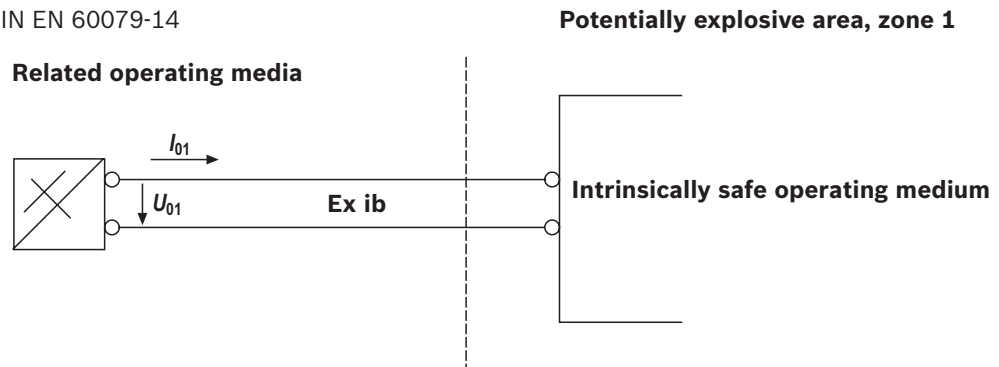 IN EN 60079-14
Potentially explosive area, zone 1
Related operating media
I01
U01
Ex ib
Intrinsically safe operating medium